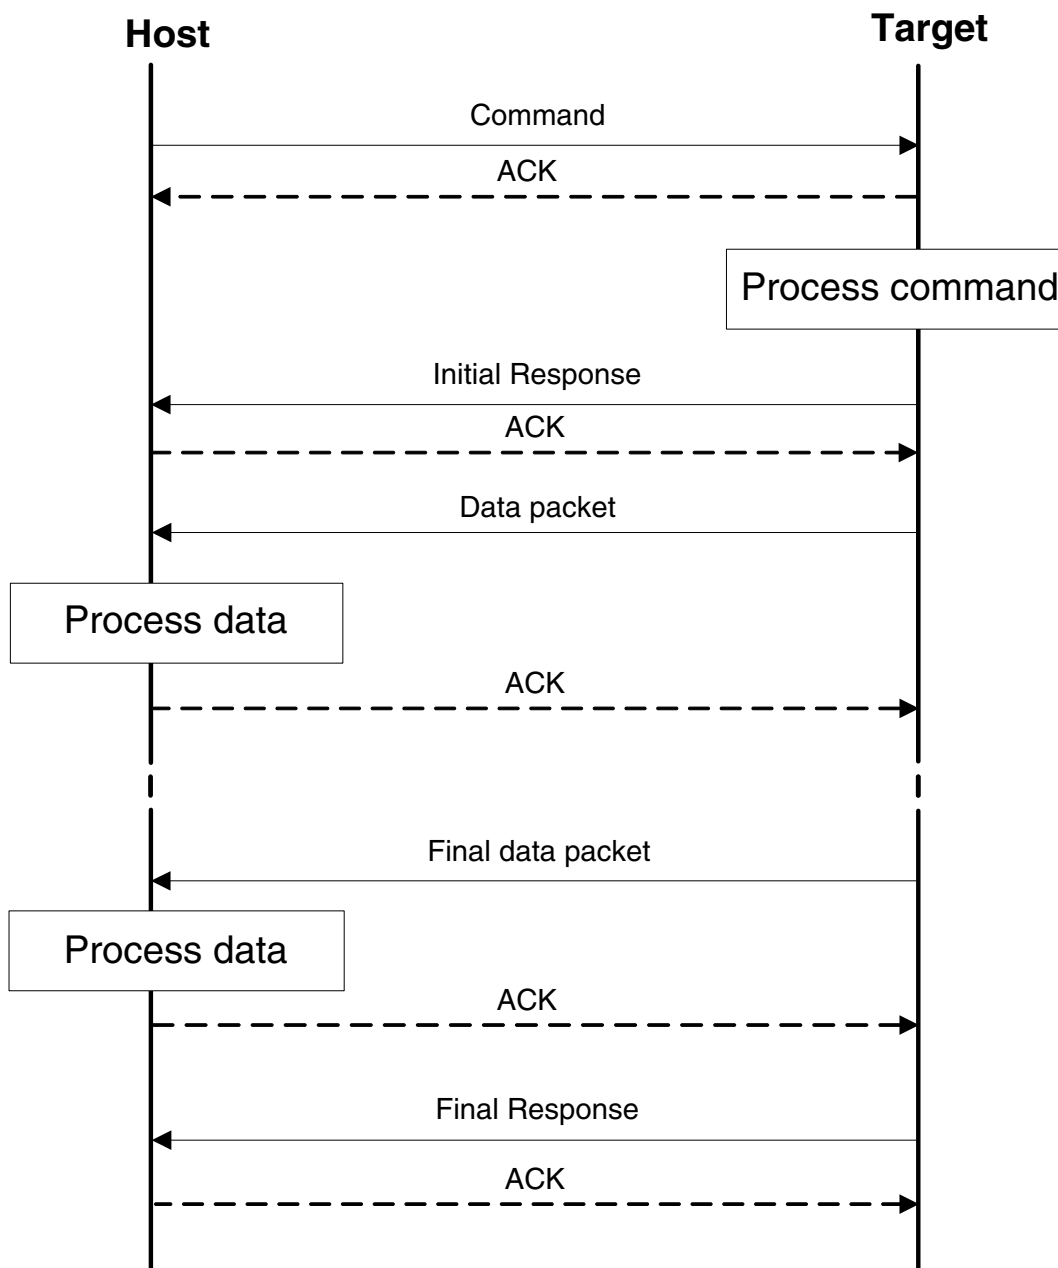 Host
Target
Command
ACK
Process command
Initial Response
ACK
Data packet
Process data
ACK
Final data packet
Process data
ACK
Final Response
ACK